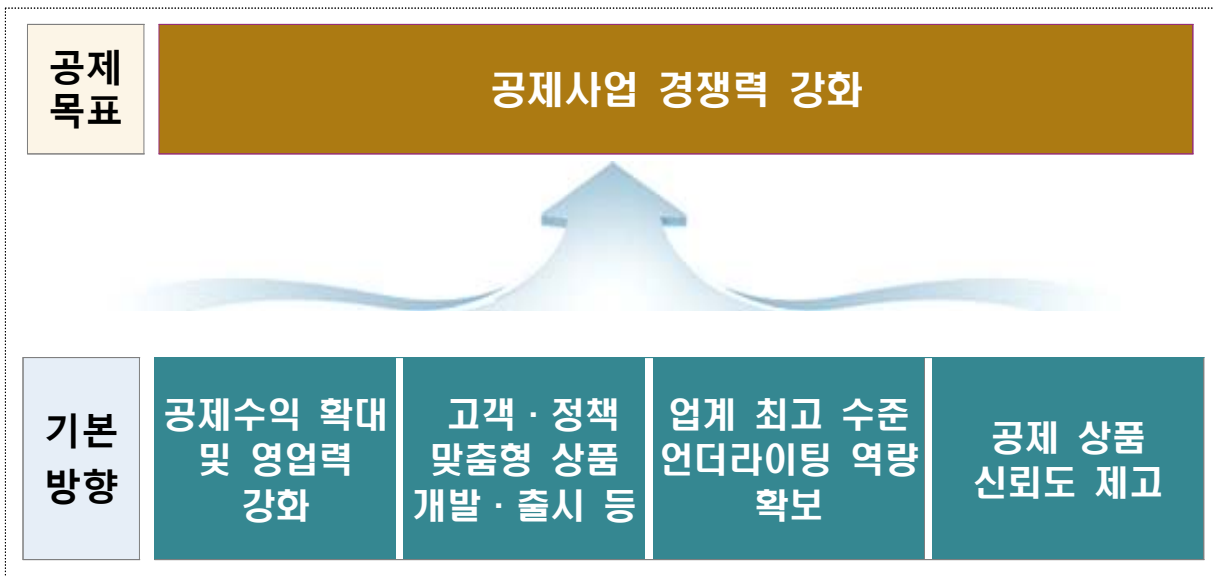 공제
목표
공제사업 경쟁력 강화
기본
방향
공제수익 확대
및 영업력
강화
고객·정책
맞춤형 상품
개발·출시 등
업계 최고 수준
언더라이팅 역량
확보
공제 상품
신뢰도 제고